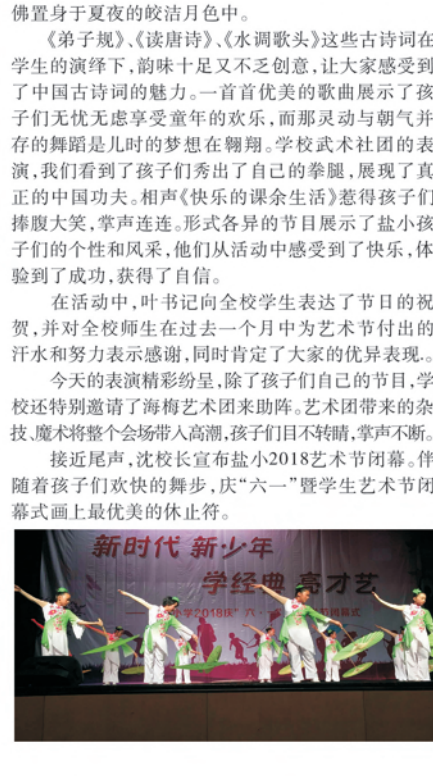 佛置身于夏夜的皎洁月色中。
《弟子规》、《读唐诗》、《水调歌头》这些古诗词在
学生的演绎下,韵味十足又不乏创意,让大家感受到
了中国古诗词的魅力。一首首优美的歌曲展示了孩
子们无忧无虑享受童年的欢乐,而那灵动与朝气并
存的舞蹈是儿时的梦想在翱翔。学校武术社团的表
演,我们看到了孩子们秀出了自己的拳腿,展现了真
正的中国功夫。相声《快乐的课余生活》惹得孩子们
捧腹大笑,掌声连连。形式各异的节目展示了盐小孩
子们的个性和风采,他们从活动中感受到了快乐,体
验到了成功,获得了自信。
在活动中,叶书记向全校学生表达了节日的祝
贺,并对全校师生在过去一个月中为艺术节付出的
汗水和努力表示感谢,同时肯定了大家的优异表现.。
今天的表演精彩纷呈,除了孩子们自己的节目,学
校还特别邀请了海梅艺术团来助阵。艺术团带来的杂
技、魔术将整个会场带入高潮,孩子们目不转睛,掌声不断。
接近尾声,沈校长宣布盐小2018艺术节闭幕。伴
随着孩子们欢快的舞步,庆“六一”暨学生艺术节闭
幕式画上最优美的休止符。
新时代 新少年
学经典 亮才艺
小学2018庆“六·一 节闭幕式